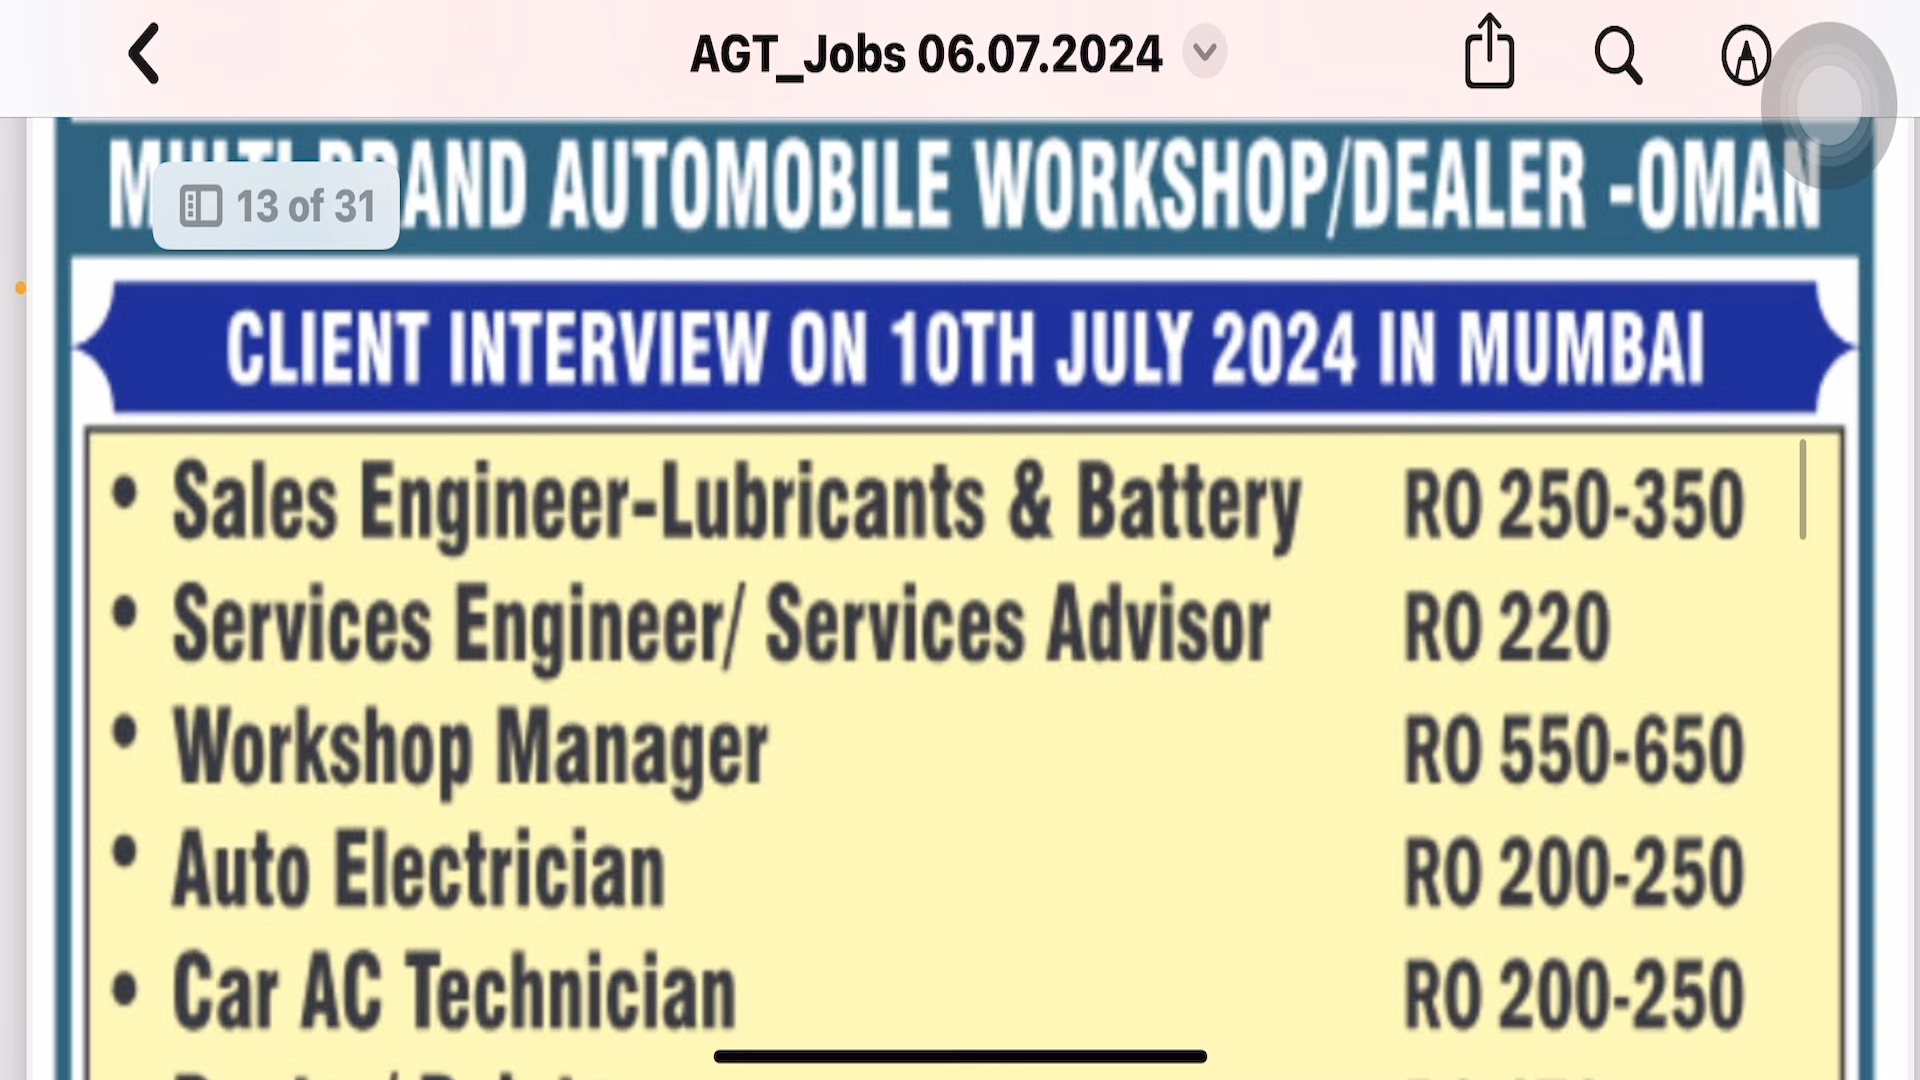 AGT_Jobs 06.07.2024
13 of 31
AND AUTOMOBILE WORKSHOP/DEALER -OMAN
CLIENT INTERVIEW ON 10TH JULY 2024 IN MUMBAI
• Sales Engineer-Lubricants & Battery RO 250-350
• Services Engineer/ Services Advisor RO 220
• Workshop Manager RO 550-650
• Auto Electrician RO 200-250
• Car AC Technician RO 200-250